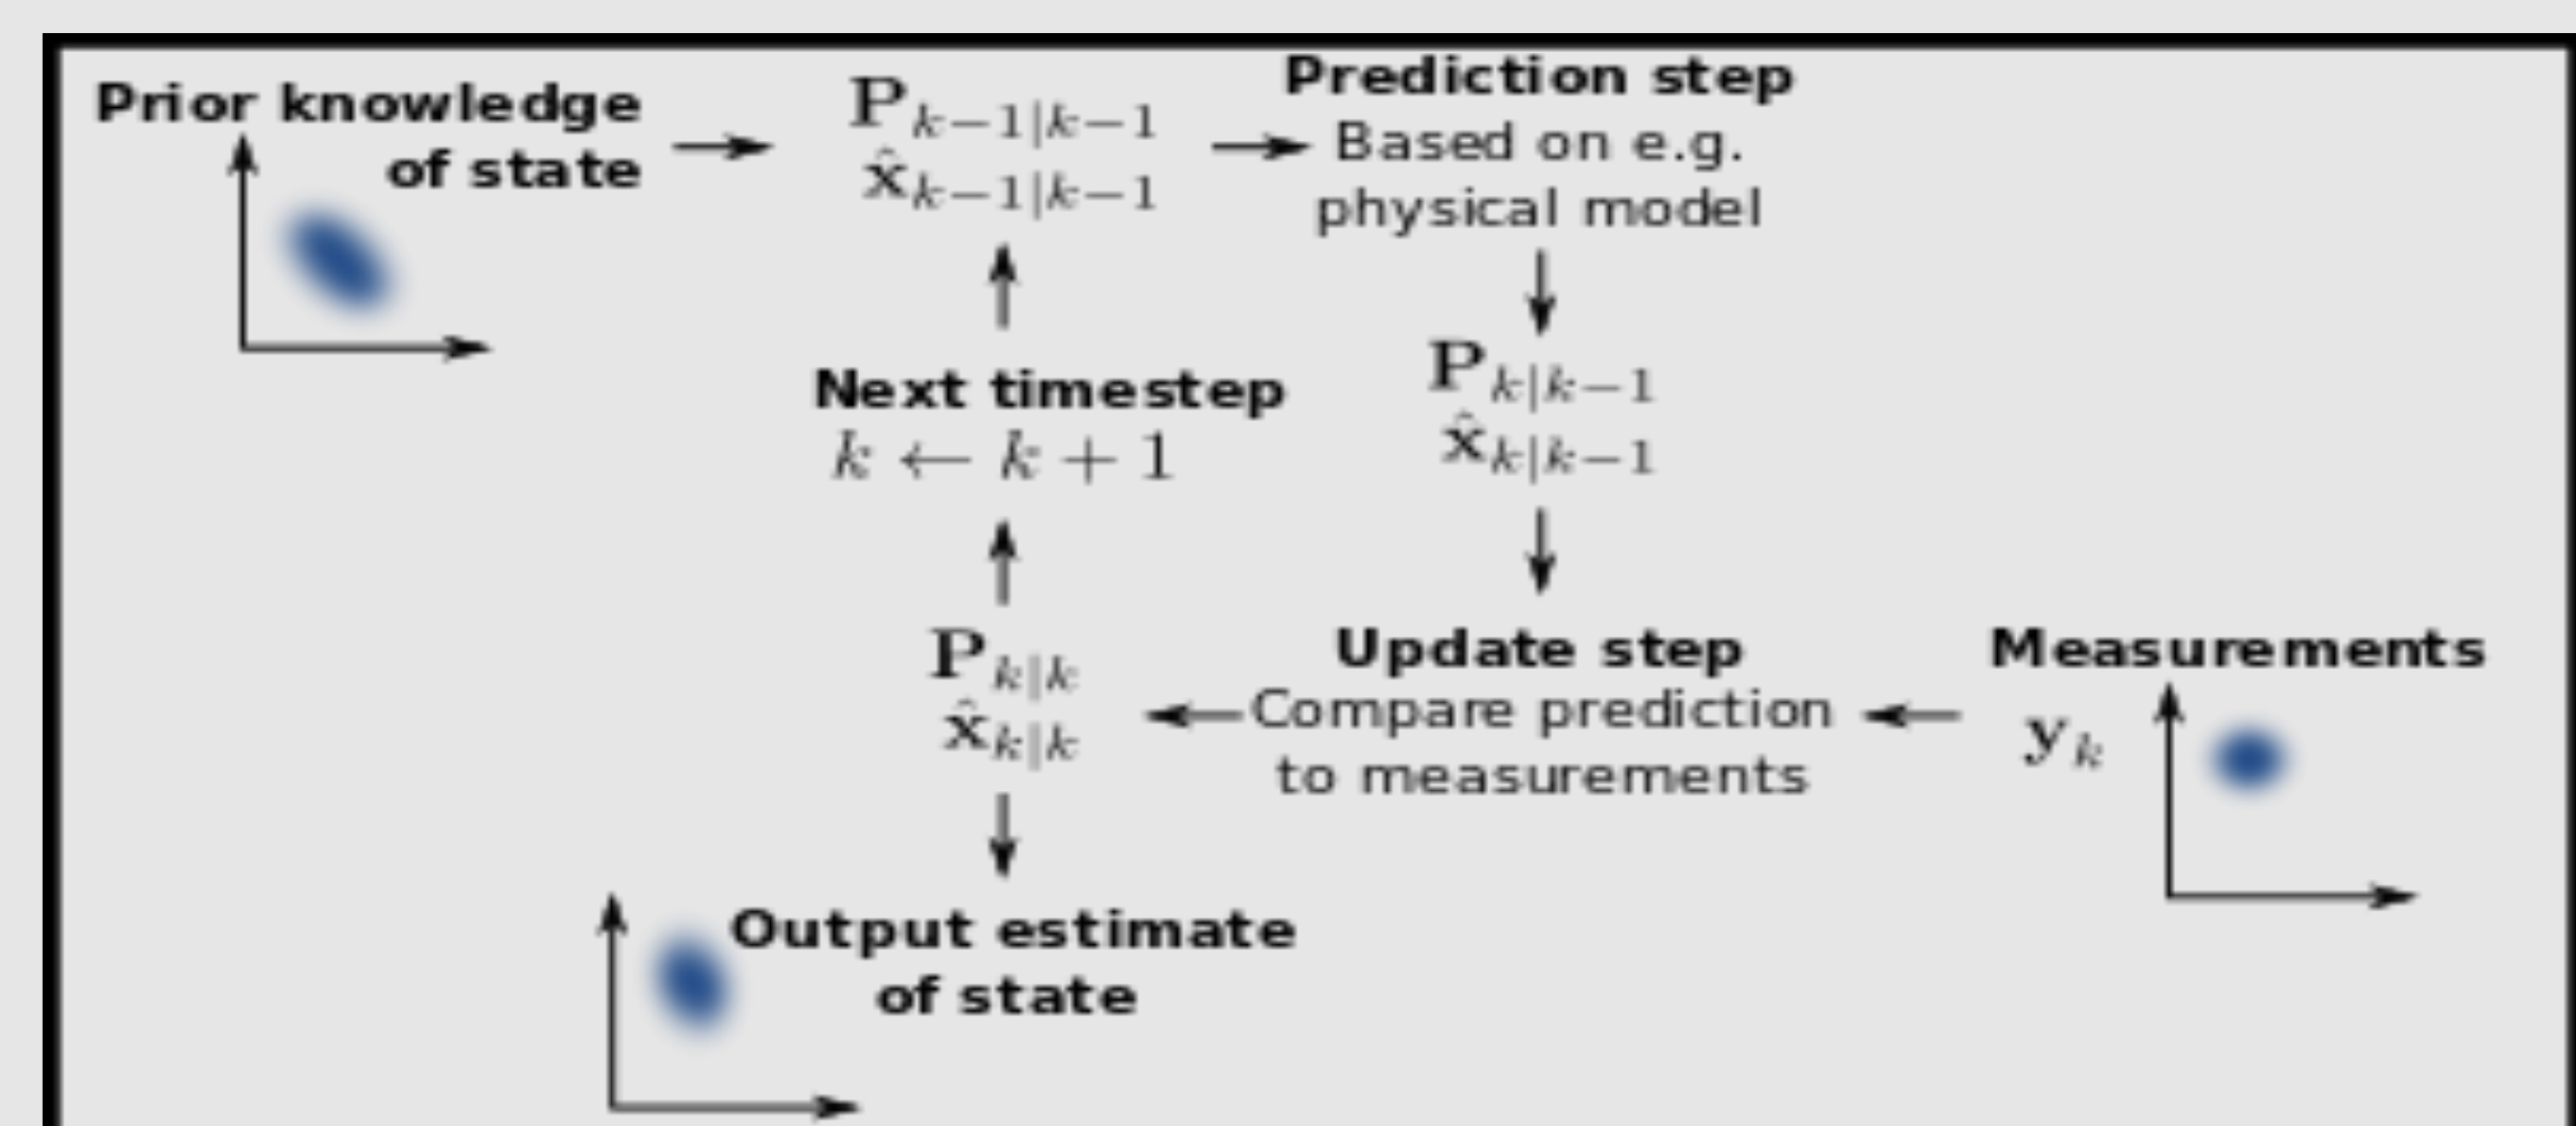 Prior knowledge
of state
P_{k−1|k−1}
x̂_{k−1|k−1}
Prediction step
Based on e.g.
physical model
P_{k|k−1}
x̂_{k|k−1}
Next timestep
k ← k + 1
P_{k|k}
x̂_{k|k}
Update step
Compare prediction
to measurements
Measurements
y_k
Output estimate
of state